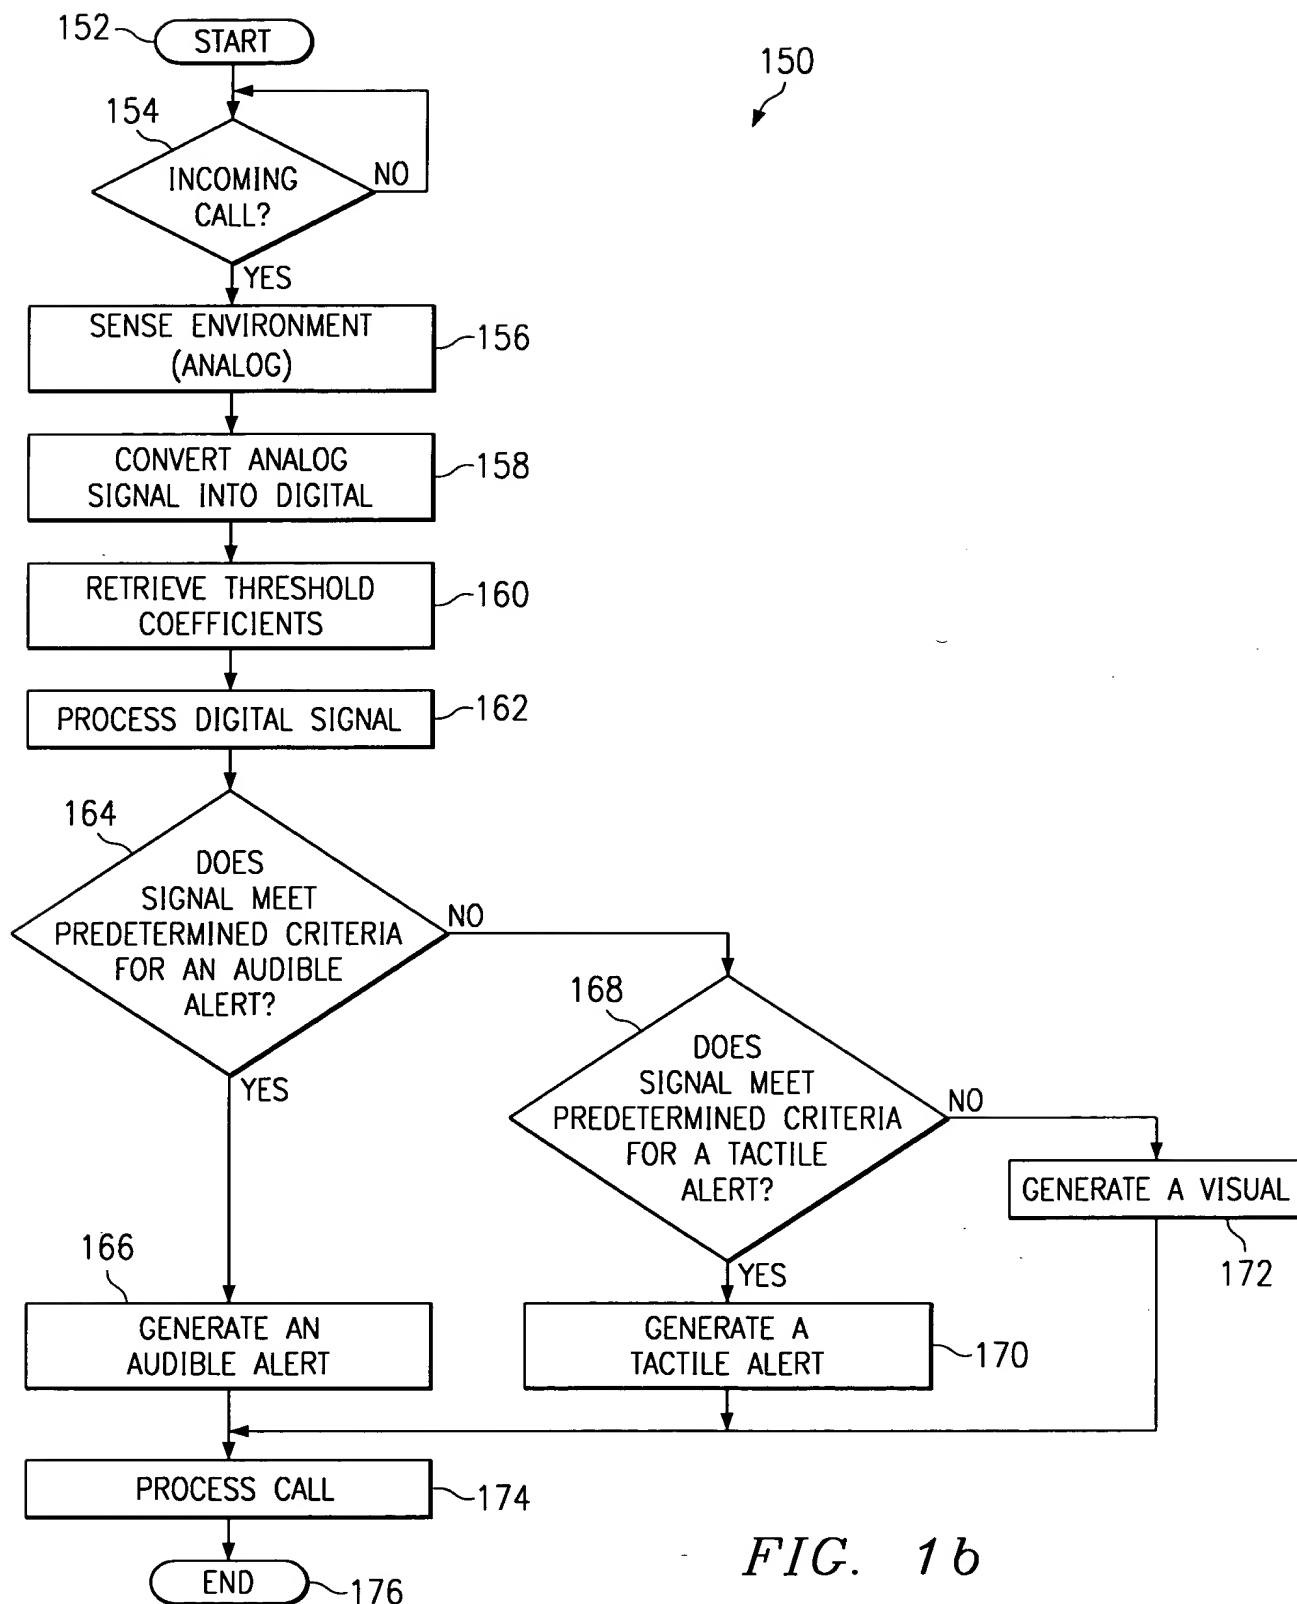 152
START
150
154
INCOMING
CALL?
NO
YES
SENSE ENVIRONMENT
(ANALOG)
156
CONVERT ANALOG
SIGNAL INTO DIGITAL
158
RETRIEVE THRESHOLD
COEFFICIENTS
160
PROCESS DIGITAL SIGNAL
162
164
DOES
SIGNAL MEET
PREDETERMINED CRITERIA
FOR AN AUDIBLE
ALERT?
NO
YES
168
DOES
SIGNAL MEET
PREDETERMINED CRITERIA
FOR A TACTILE
ALERT?
NO
YES
GENERATE A VISUAL
172
166
GENERATE AN
AUDIBLE ALERT
GENERATE A
TACTILE ALERT
170
PROCESS CALL
174
END
176
FIG. 1b